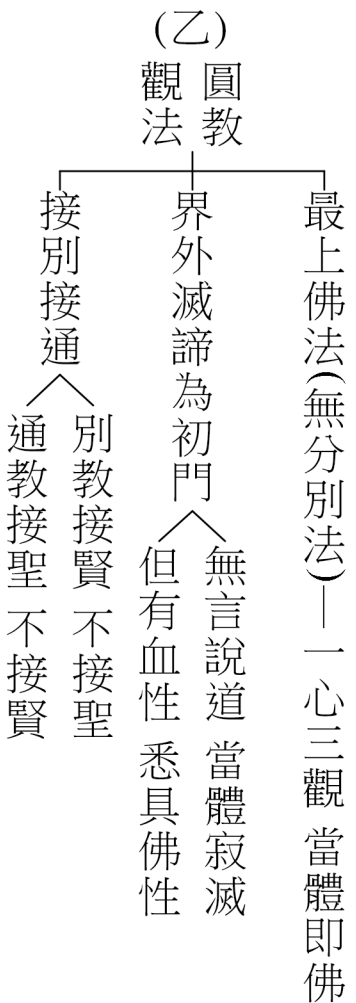 (乙)
圓教
觀法
最上佛法(無分別法)—一心三觀 當體即佛
界外滅諦為初門
無言說道 當體寂滅
但有血性 悉具佛性
接別接通
別教接賢 不接聖
通教接聖 不接賢